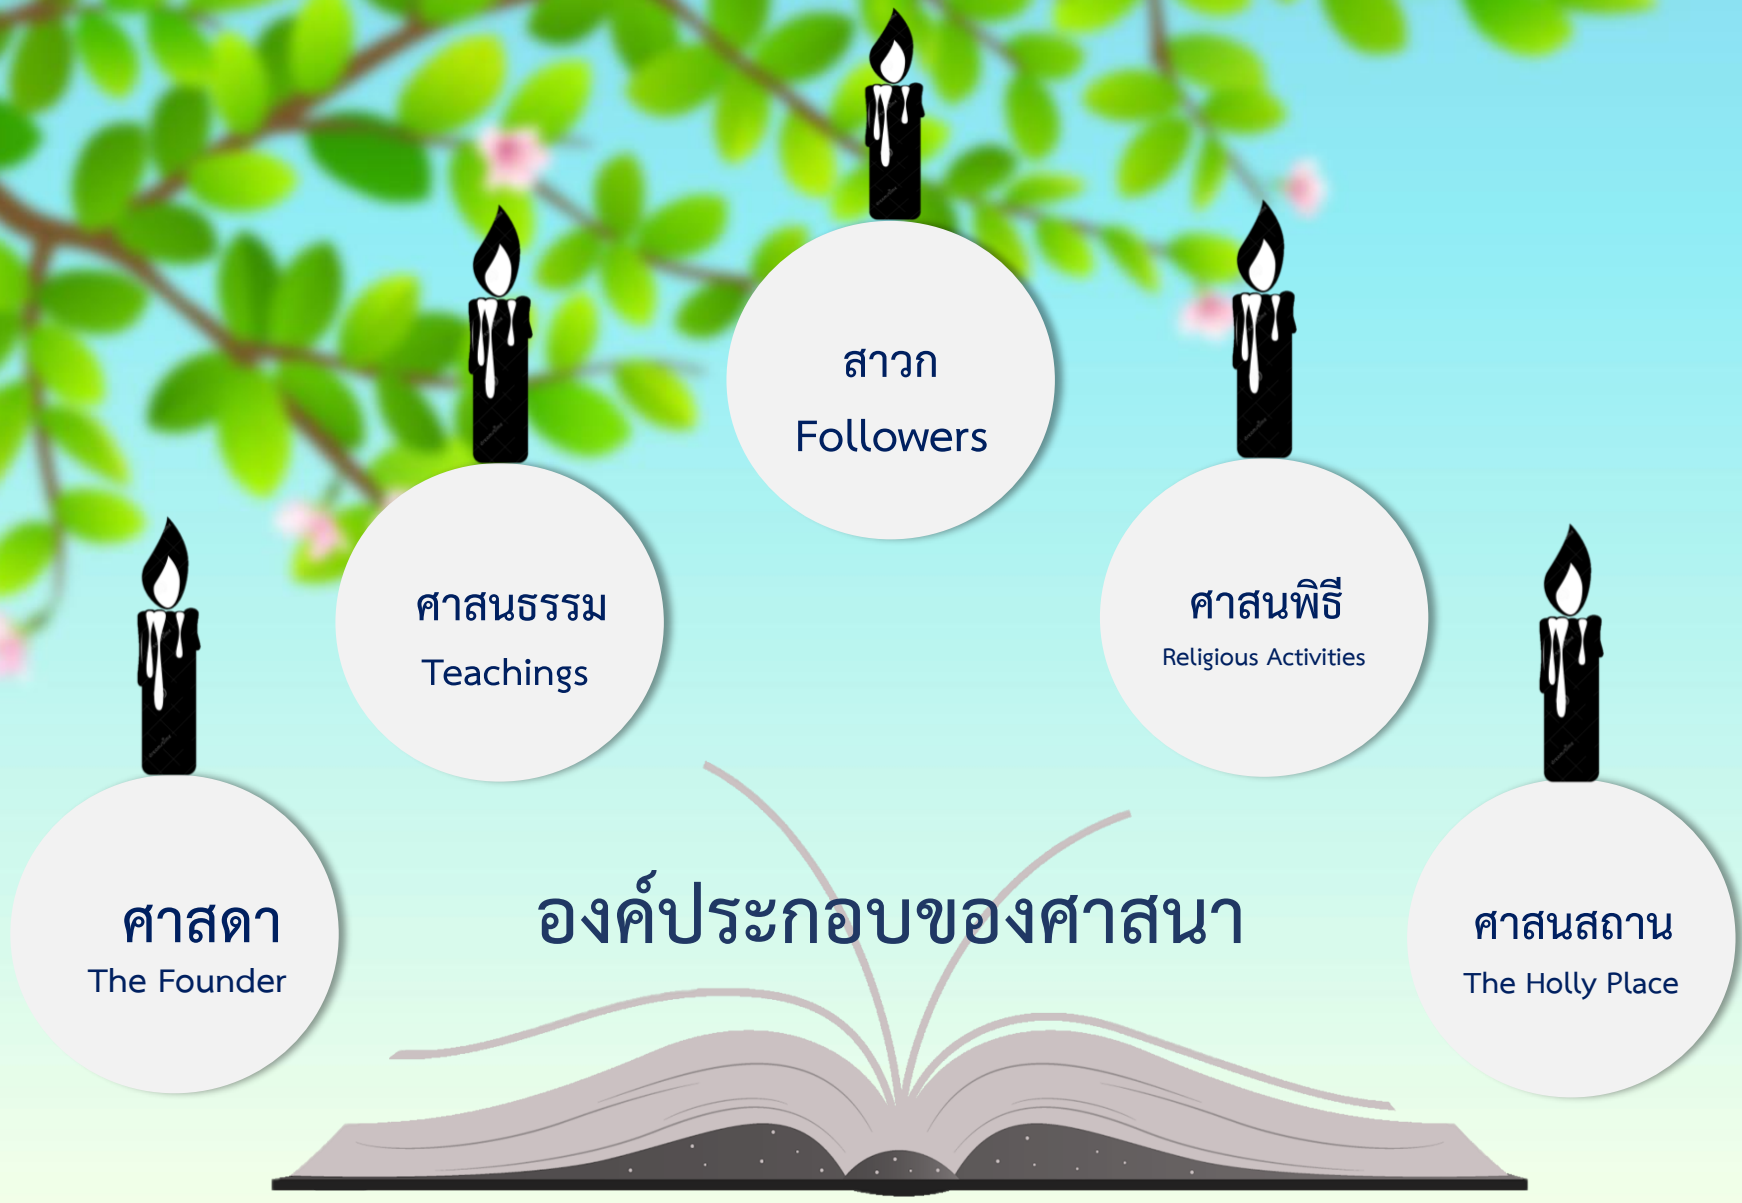 สาวก
Followers
ศาสนธรรม
Teachings
ศาสนพิธี
Religious Activities
ศาสดา
The Founder
องค์ประกอบของศาสนา
ศาสนสถาน
The Holly Place